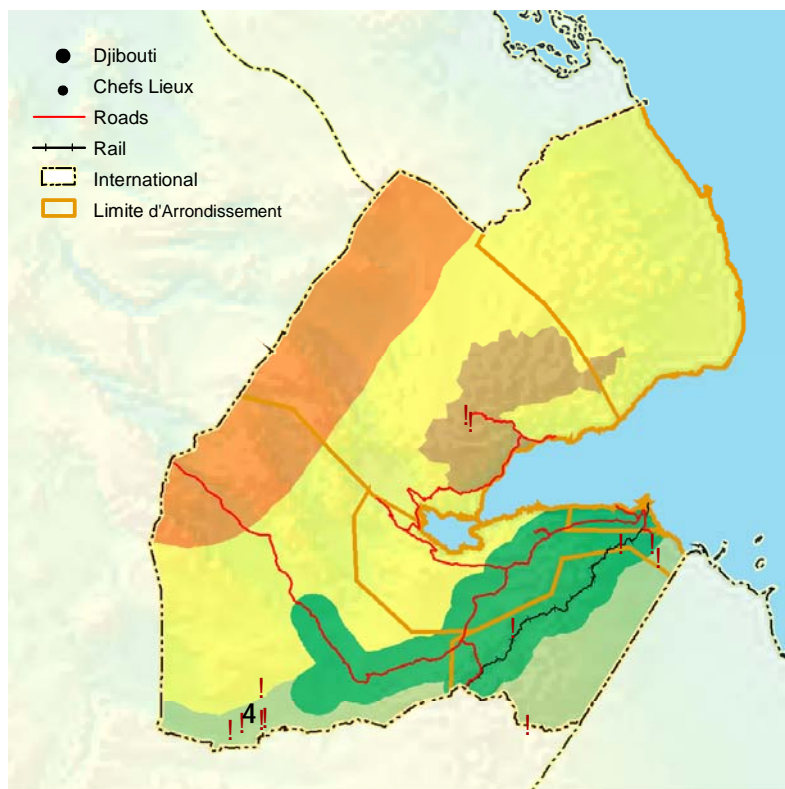 Djibouti
Chefs Lieux
Roads
Rail
International
Limite d'Arrondissement
! !
! ! !
!
!
4
! ! ! !
!